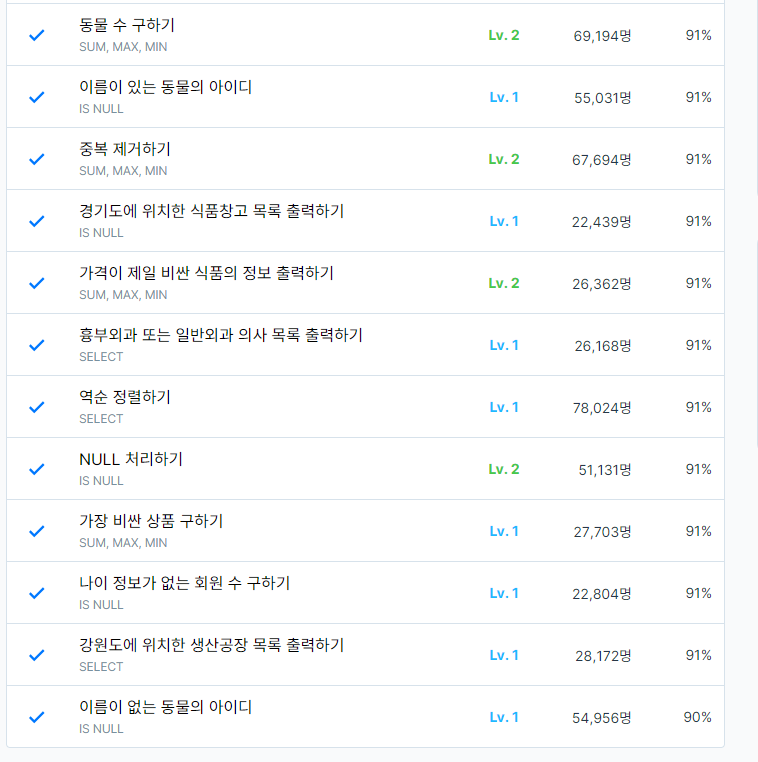 동물 수 구하기
SUM, MAX, MIN
Lv. 2
69,194명
91%
이름이 있는 동물의 아이디
IS NULL
Lv. 1
55,031명
91%
중복 제거하기
SUM, MAX, MIN
Lv. 2
67,694명
91%
경기도에 위치한 식품창고 목록 출력하기
IS NULL
Lv. 1
22,439명
91%
가격이 제일 비싼 식품의 정보 출력하기
SUM, MAX, MIN
Lv. 2
26,362명
91%
흉부외과 또는 일반외과 의사 목록 출력하기
SELECT
Lv. 1
26,168명
91%
역순 정렬하기
SELECT
Lv. 1
78,024명
91%
NULL 처리하기
IS NULL
Lv. 2
51,131명
91%
가장 비싼 상품 구하기
SUM, MAX, MIN
Lv. 1
27,703명
91%
나이 정보가 없는 회원 수 구하기
IS NULL
Lv. 1
22,804명
91%
강원도에 위치한 생산공장 목록 출력하기
SELECT
Lv. 1
28,172명
91%
이름이 없는 동물의 아이디
IS NULL
Lv. 1
54,956명
90%